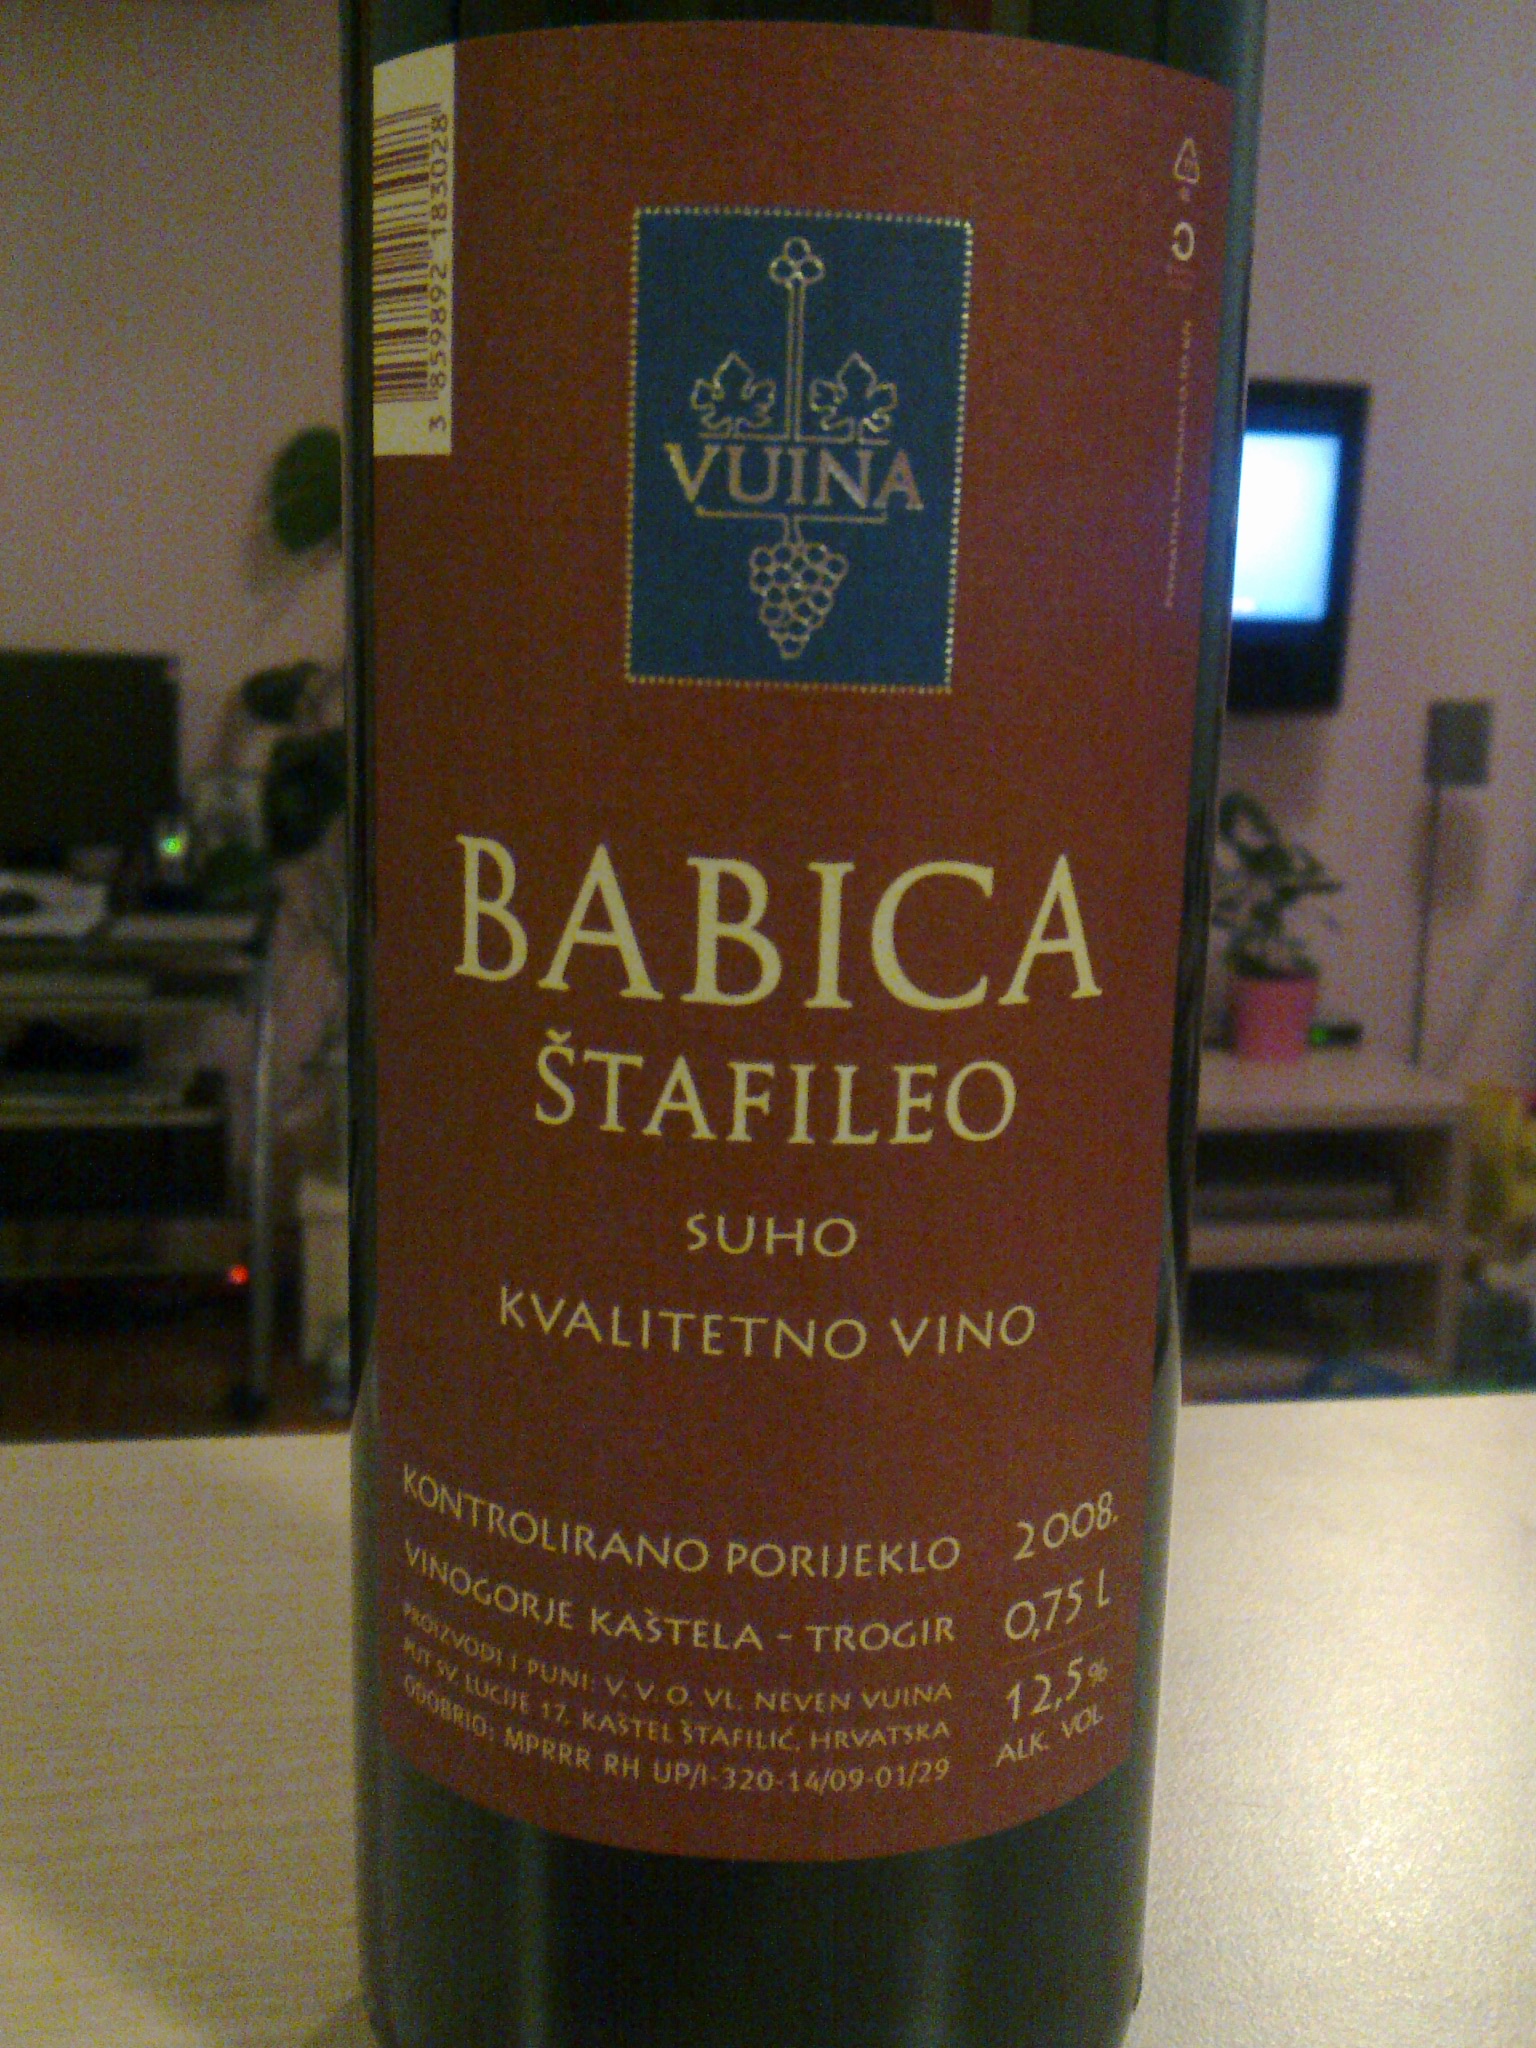 3 859892 183028
VUINA
BABICA
ŠTAFILEO
SUHO
KVALITETNO VINO
KONTROLIRANO PORIJEKLO 2008.
VINOGORJE KAŠTELA - TROGIR 0,75 L
PROIZVODI I PUNI: V. V. O. VL. NEVEN VUINA 12,5%
PUT SV. LUCIJE 17, KAŠTEL ŠTAFILIĆ, HRVATSKA ALK. VOL
ODOBRIO: MPRRR RH UP/I-320-14/09-01/29